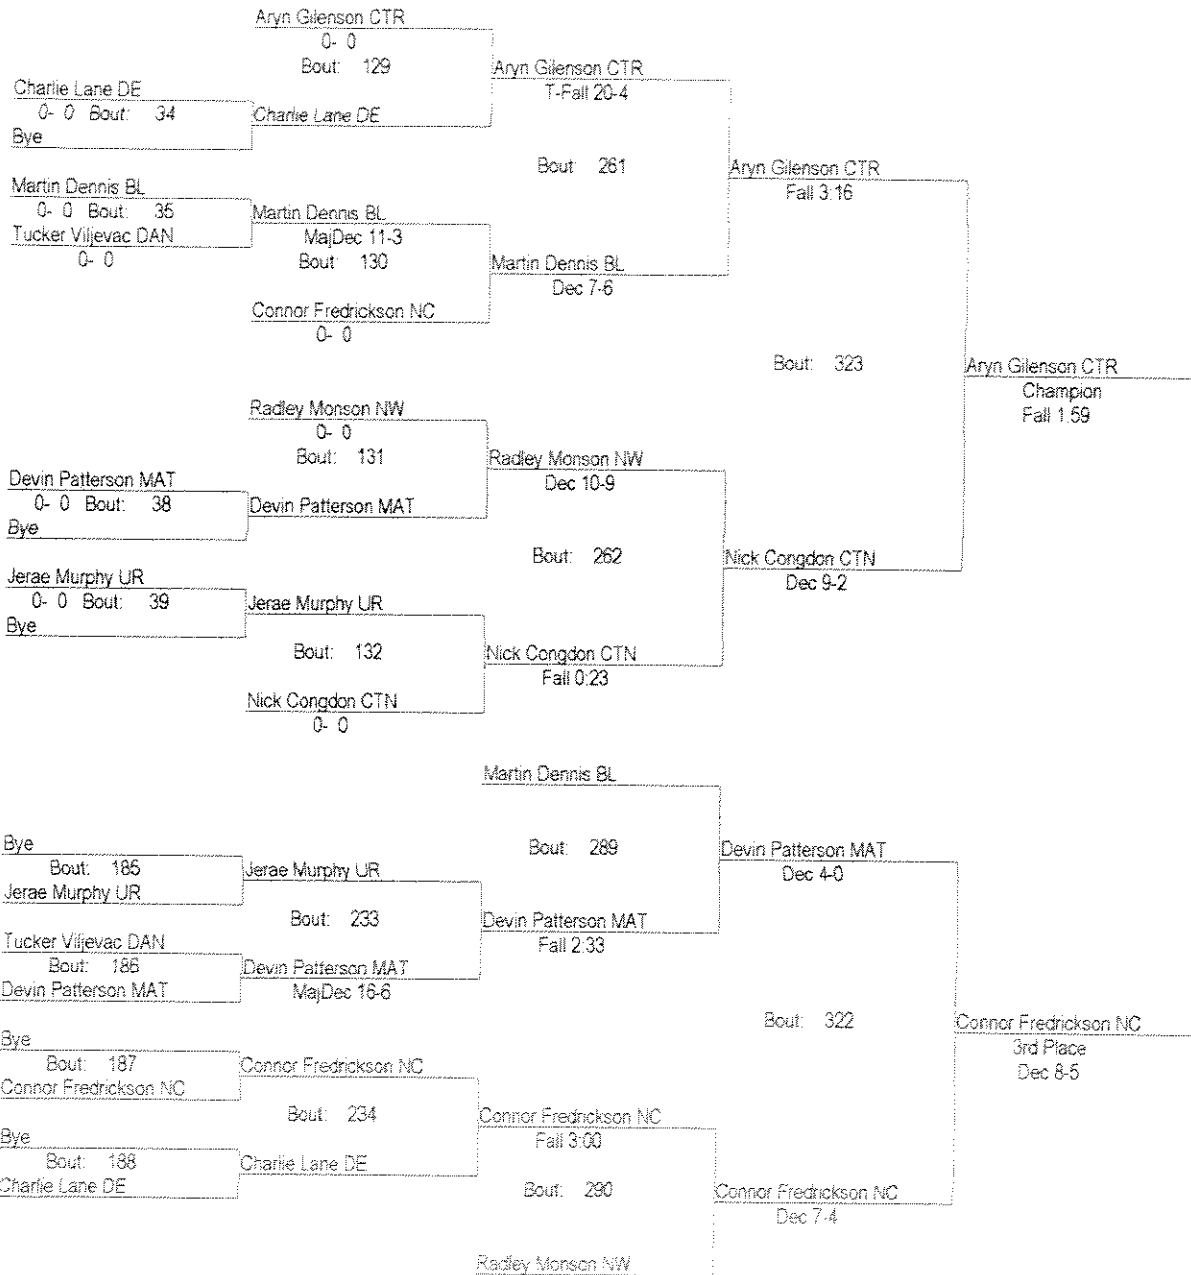 Aryn Gilenson CTR
0- 0
Bout: 129
Aryn Gilenson CTR
T-Fall 20-4
Charlie Lane DE
0- 0 Bout: 34
Charlie Lane DE
Bye
Bout: 261
Aryn Gilenson CTR
Fall 3:16
Martin Dennis BL
0- 0 Bout: 35
Martin Dennis BL
Tucker Viljevac DAN
MajDec 11-3
0- 0
Bout: 130
Martin Dennis BL
Dec 7-6
Connor Fredrickson NC
0- 0
Bout: 323
Aryn Gilenson CTR
Champion
Fall 1:59
Radley Monson NW
0- 0
Bout: 131
Radley Monson NW
Dec 10-9
Devin Patterson MAT
0- 0 Bout: 38
Devin Patterson MAT
Bye
Bout: 262
Nick Congdon CTN
Dec 9-2
Jerae Murphy UR
0- 0 Bout: 39
Jerae Murphy UR
Bye
Bout: 132
Nick Congdon CTN
Fall 0:23
Nick Congdon CTN
0- 0
Martin Dennis BL
Bye
Bout: 289
Devin Patterson MAT
Dec 4-0
Bout: 185
Jerae Murphy UR
Jerae Murphy UR
Bout: 233
Devin Patterson MAT
Fall 2:33
Tucker Viljevac DAN
Bout: 186
Devin Patterson MAT
Devin Patterson MAT
MajDec 16-6
Bout: 322
Connor Fredrickson NC
3rd Place
Dec 8-5
Bye
Bout: 187
Connor Fredrickson NC
Connor Fredrickson NC
Bout: 234
Connor Fredrickson NC
Fall 3:00
Bye
Bout: 188
Charlie Lane DE
Charlie Lane DE
Bout: 290
Connor Fredrickson NC
Dec 7-4
Radley Monson NW